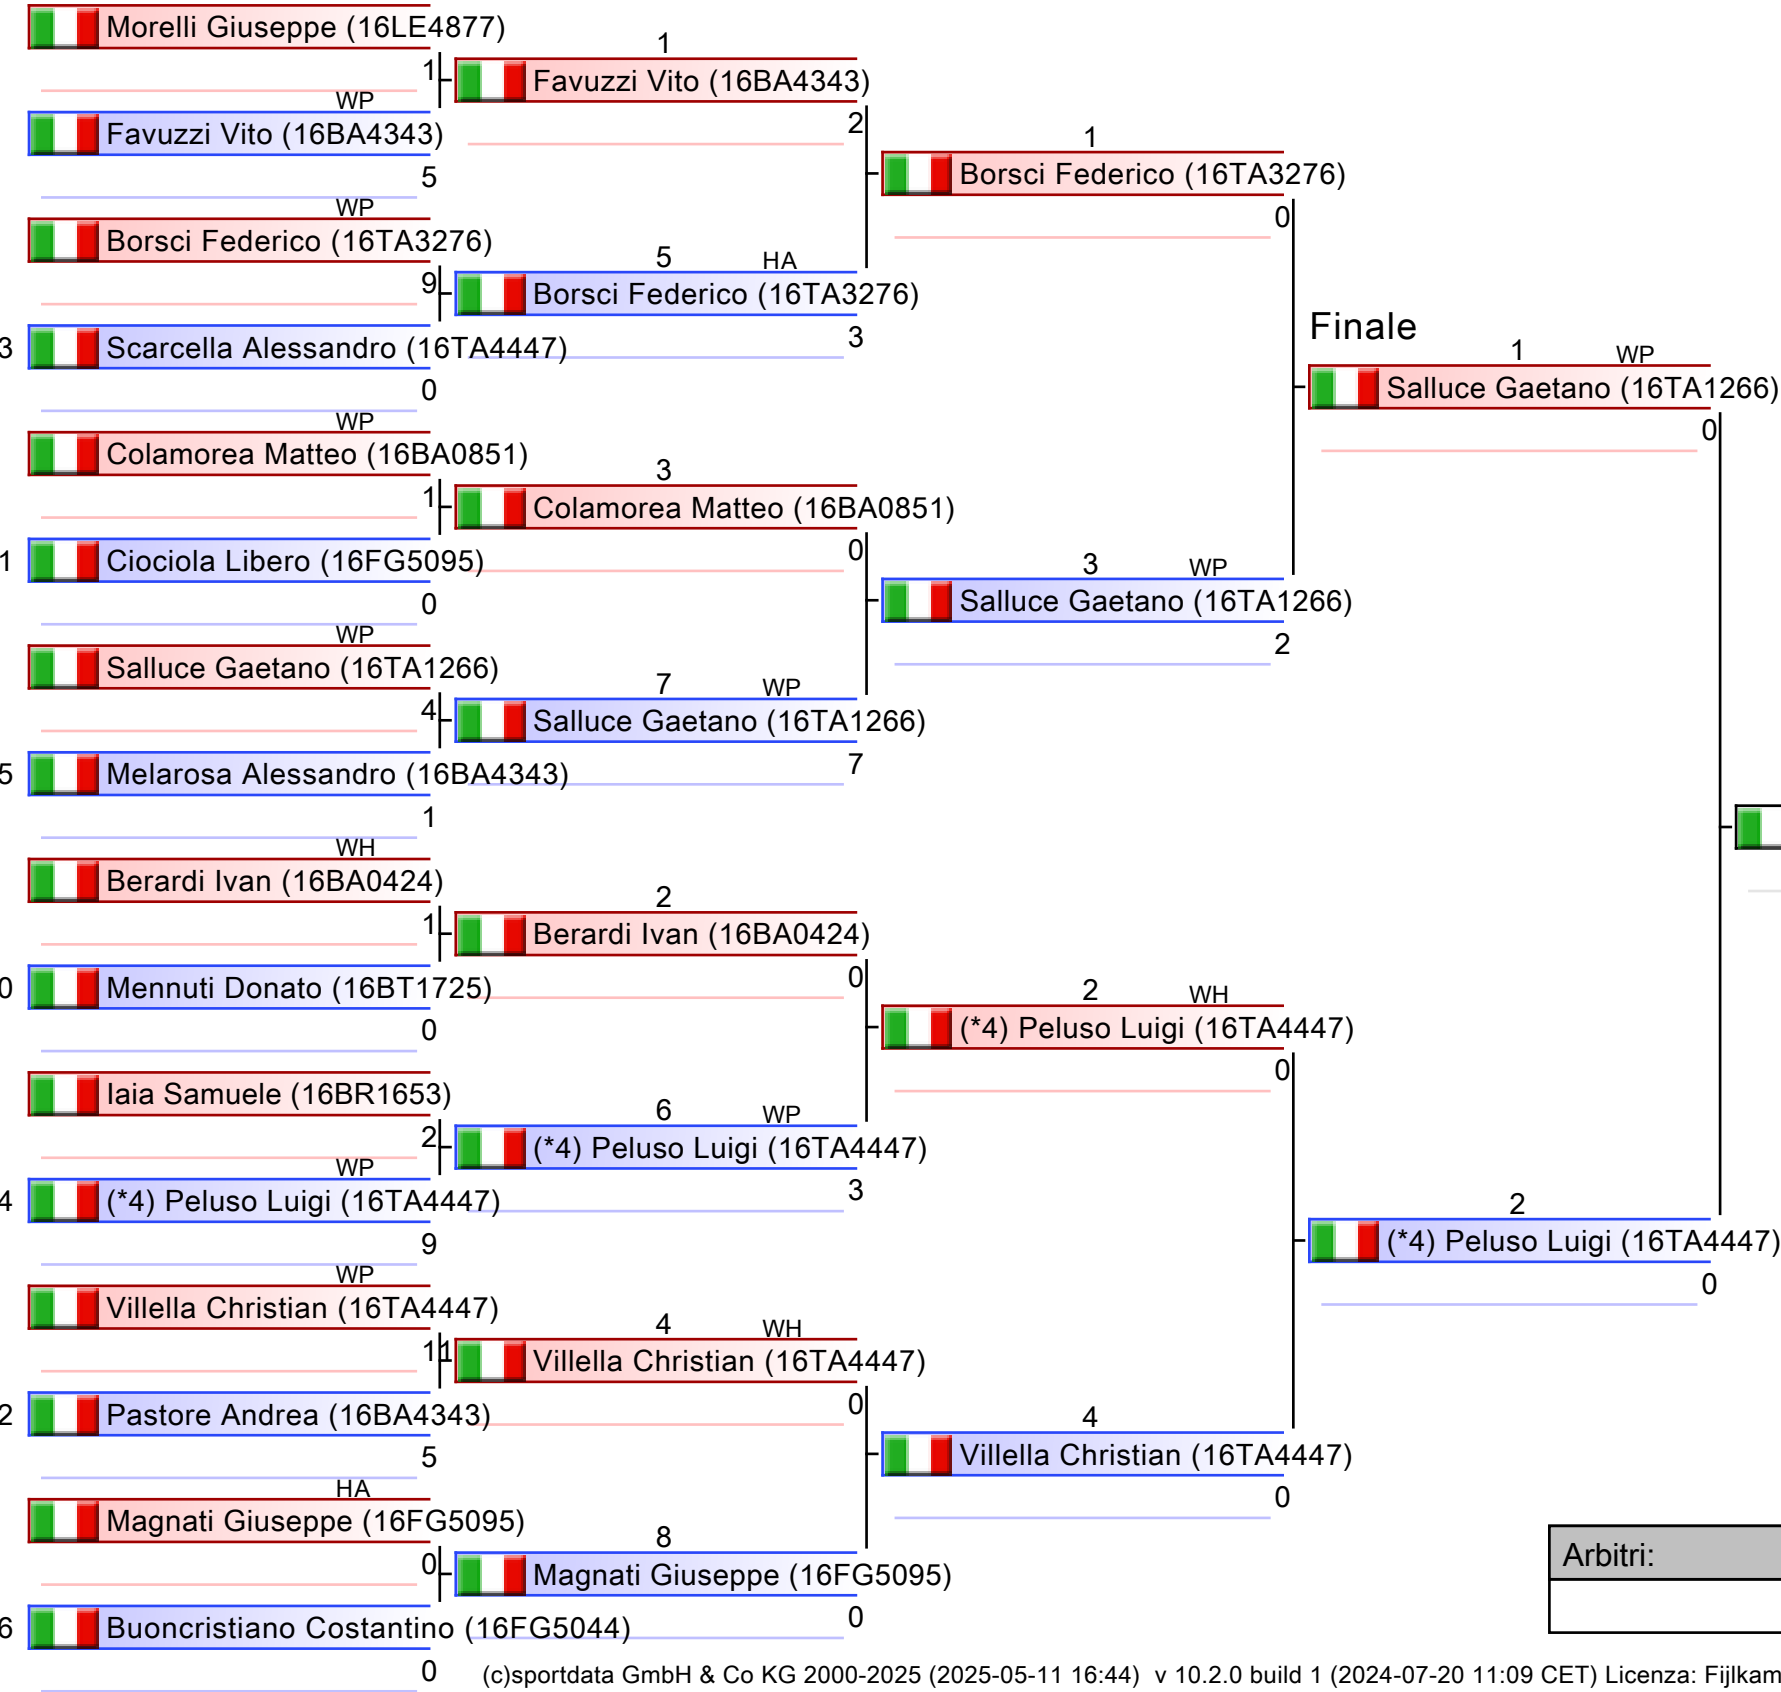 Morelli Giuseppe (16LE4877)
1
WP
Favuzzi Vito (16BA4343)
5
WP
Borsci Federico (16TA3276)
9
3 Scarcella Alessandro (16TA4447)
0
WP
Colamorea Matteo (16BA0851)
1
1 Ciociola Libero (16FG5095)
0
WP
Salluce Gaetano (16TA1266)
4
5 Melarosa Alessandro (16BA4343)
1
WH
Berardi Ivan (16BA0424)
1
0 Mennuti Donato (16BT1725)
0
Iaia Samuele (16BR1653)
2
WP
4 (*4) Peluso Luigi (16TA4447)
9
WP
Villella Christian (16TA4447)
11
2 Pastore Andrea (16BA4343)
5
HA
Magnati Giuseppe (16FG5095)
0
6 Buoncristiano Costantino (16FG5044)
0
1
Favuzzi Vito (16BA4343)
2
5 HA
Borsci Federico (16TA3276)
3
3
Colamorea Matteo (16BA0851)
0
7 WP
Salluce Gaetano (16TA1266)
7
2
Berardi Ivan (16BA0424)
0
6 WP
(*4) Peluso Luigi (16TA4447)
3
4 WH
Villella Christian (16TA4447)
0
8
Magnati Giuseppe (16FG5095)
0
1
Borsci Federico (16TA3276)
0
3 WP
Salluce Gaetano (16TA1266)
2
2 WH
(*4) Peluso Luigi (16TA4447)
0
4
Villella Christian (16TA4447)
0
Finale
1 WP
Salluce Gaetano (16TA1266)
0
2
(*4) Peluso Luigi (16TA4447)
0
Arbitri:
(c)sportdata GmbH & Co KG 2000-2025 (2025-05-11 16:44) v 10.2.0 build 1 (2024-07-20 11:09 CET) Licenza: Fijlkam